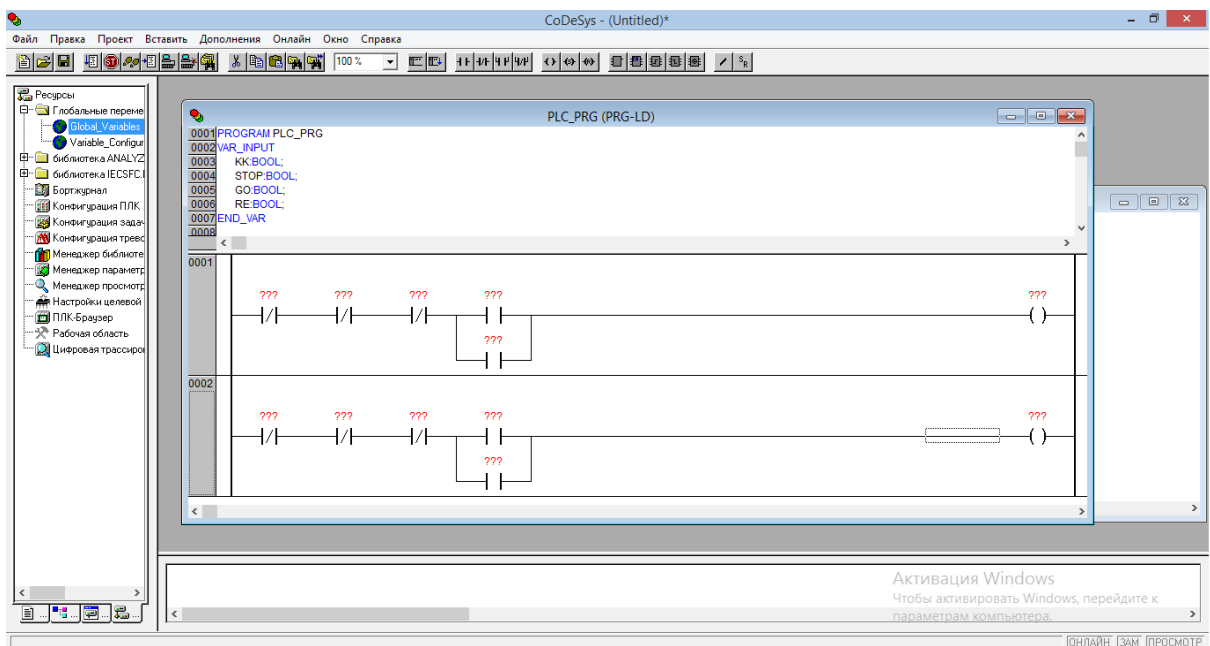 CoDeSys - (Untitled)*
Файл Правка Проект Вставить Дополнения Онлайн Окно Справка
100 %
Ресурсы
Глобальные переме
Global_Variables
Variable_Configur
библиотека ANALYZ
библиотека IECSFC.l
Бортжурнал
Конфигурация ПЛК
Конфигурация задач
Конфигурация трево
Менеджер библиоте
Менеджер параметр
Менеджер просмотр
Настройки целевой
ПЛК-Браузер
Рабочая область
Цифровая трассиро
PLC_PRG (PRG-LD)
0001 PROGRAM PLC_PRG
0002 VAR_INPUT
0003 KK:BOOL;
0004 STOP:BOOL;
0005 GO:BOOL;
0006 RE:BOOL;
0007 END_VAR
0008
0001
??? ??? ??? ??? ???
???
0002
??? ??? ??? ??? ???
???
Активация Windows
Чтобы активировать Windows, перейдите к
параметрам компьютера.
ОНЛАЙН ЗАМ ПРОСМОТР